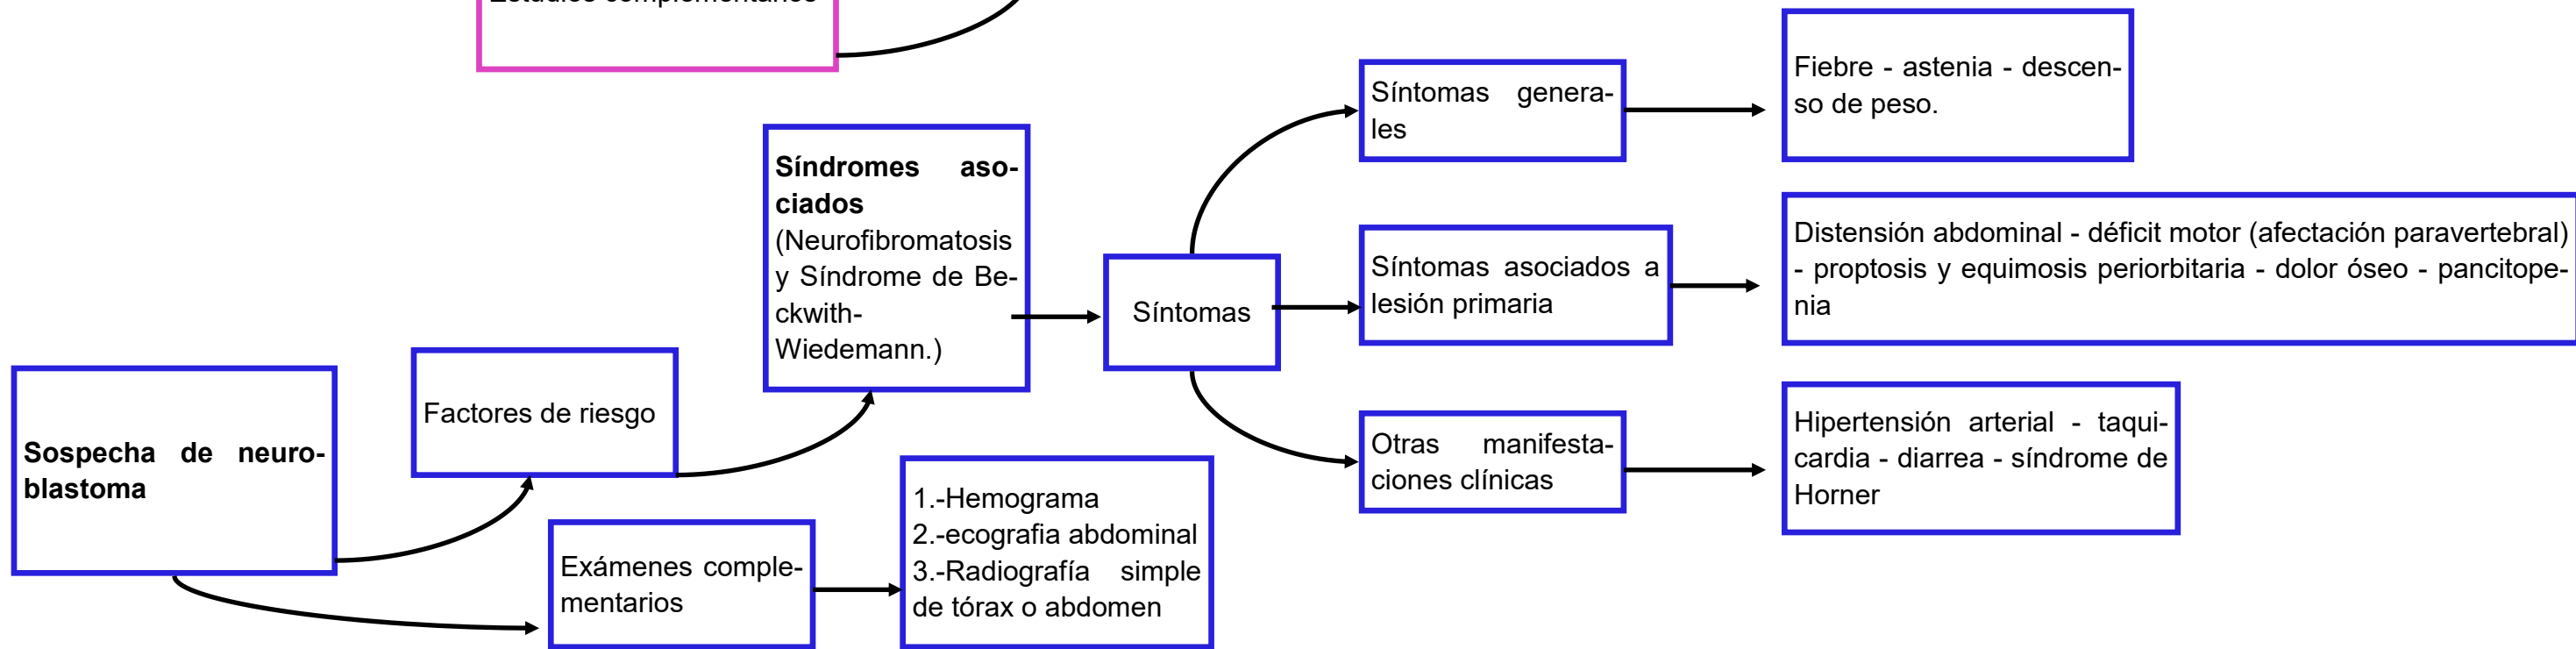 Estudios complementarios
Sospecha de neuro-
blastoma
Factores de riesgo
Síndromes aso-
ciados
(Neurofibromatosis
y Síndrome de Be-
ckwith-
Wiedemann.)
Síntomas
Síntomas genera-
les
Fiebre - astenia - descen-
so de peso.
Síntomas asociados a
lesión primaria
Distensión abdominal - déficit motor (afectación paravertebral)
- proptosis y equimosis periorbitaria - dolor óseo - pancitope-
nia
Otras manifesta-
ciones clínicas
Hipertensión arterial - taqui-
cardia - diarrea - síndrome de
Horner
Exámenes comple-
mentarios
1.-Hemograma
2.-ecografia abdominal
3.-Radiografía simple
de tórax o abdomen